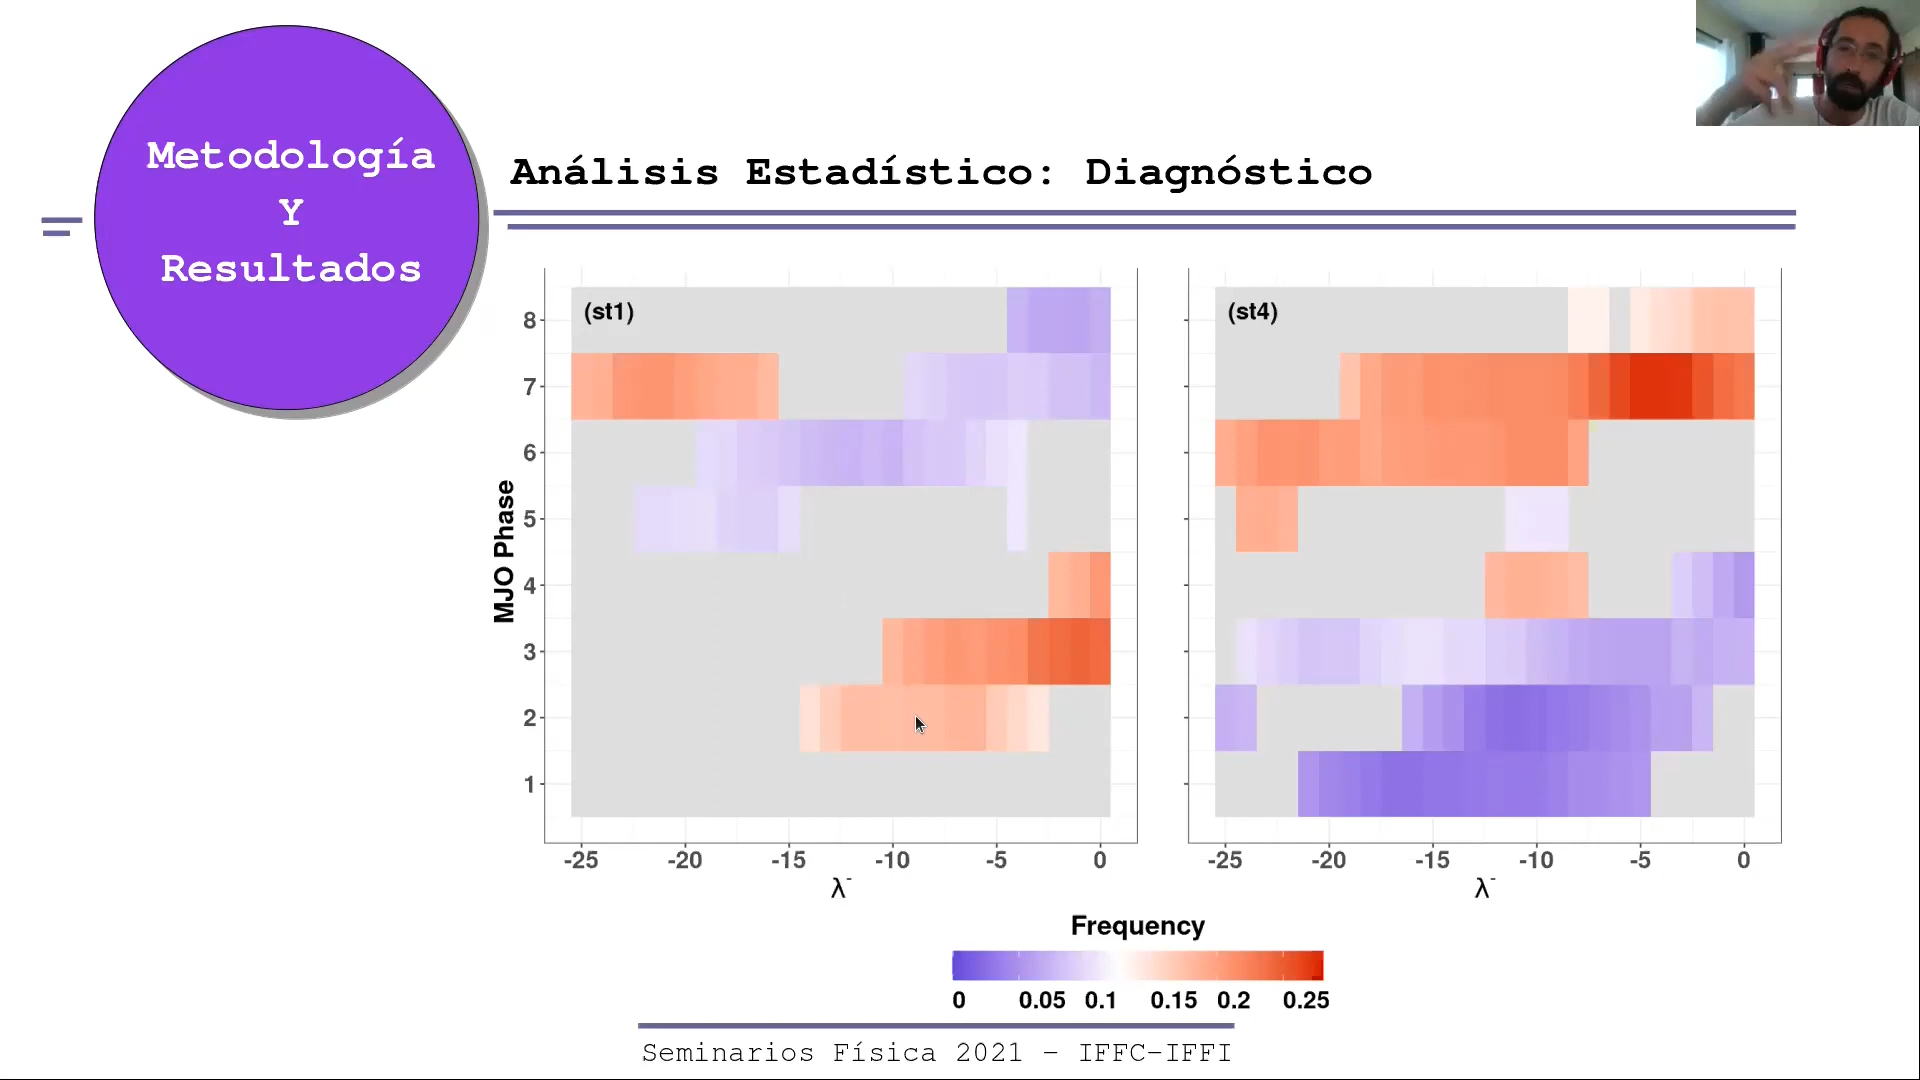 Metodología
Y
Resultados
Análisis Estadístico: Diagnóstico
(st1)
(st4)
MJO Phase
8
7
6
5
4
3
2
1
-25 -20 -15 -10 -5 0
-25 -20 -15 -10 -5 0
λ⁻
λ⁻
Frequency
0 0.05 0.1 0.15 0.2 0.25
Seminarios Física 2021 - IFFC-IFFI